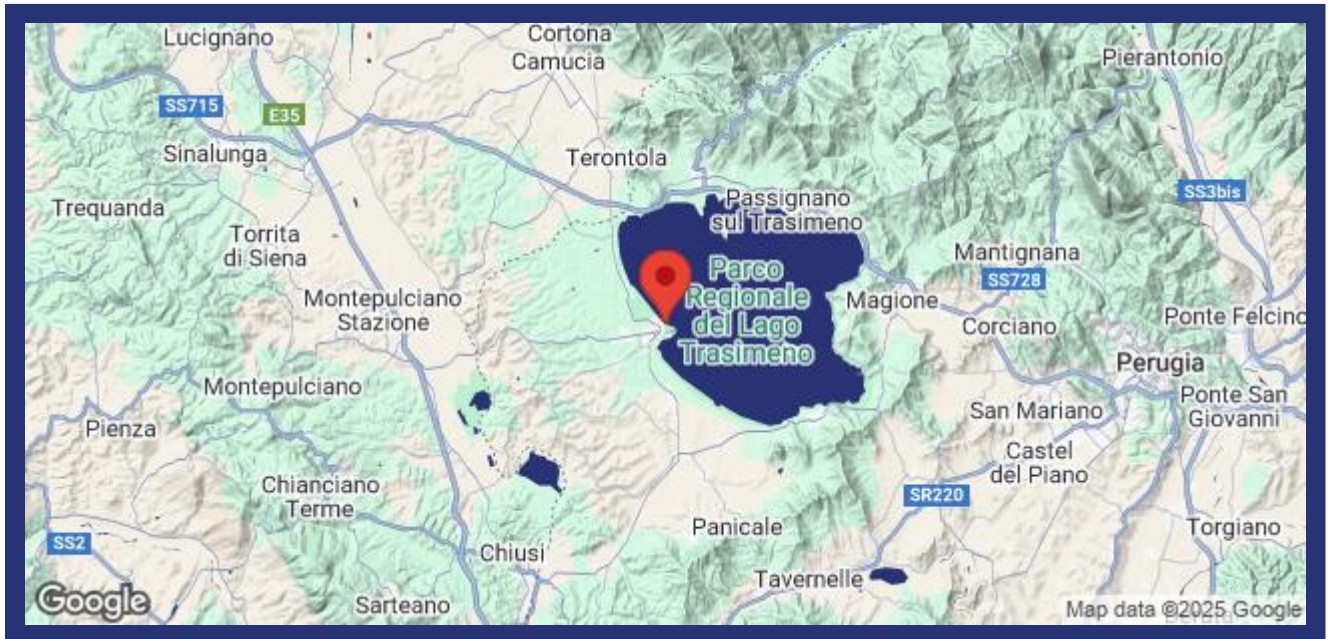 Lucignano
Cortona
Camucia
Pierantonio
SS715
E35
Sinalunga
Terontola
SS3bis
Trequanda
Passignano
sul Trasimeno
Torrita
di Siena
Mantignana
Parco
Regionale
del Lago
Trasimeno
SS728
Montepulciano
Stazione
Magione
Corciano
Ponte Felcino
Perugia
Montepulciano
Ponte San
Giovanni
Pienza
San Mariano
Castel
del Piano
Chianciano
Terme
SR220
Panicale
Torgiano
SS2
Chiusi
Tavernelle
Google
Sarteano
Map data ©2025 Google